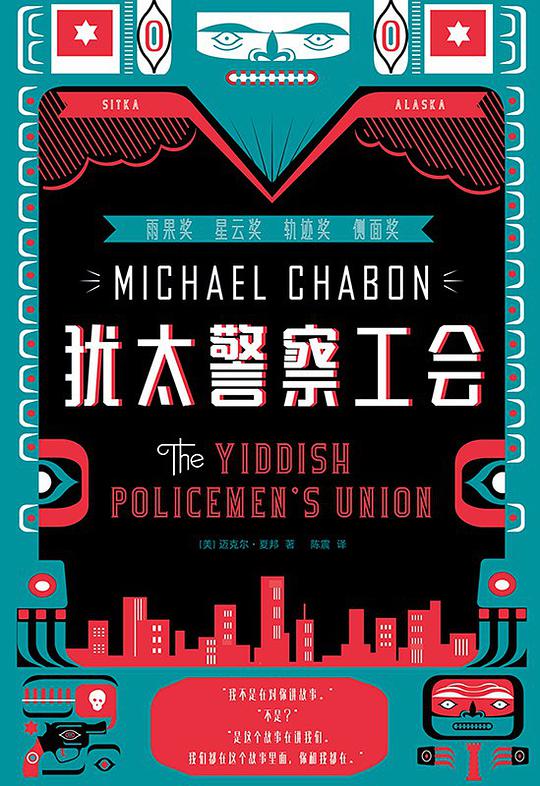 SITKA
ALASKA
雨果奖 星云奖 轨迹奖 侧面奖
MICHAEL CHABON
犹太警察工会
The YIDDISH
POLICEMEN'S UNION
[美] 迈克尔·夏邦 著 陈震 译
“我不是在对你讲故事。”
“不是？”
“是这个故事在讲我们。
我们都在这个故事里面，你和我都在。”